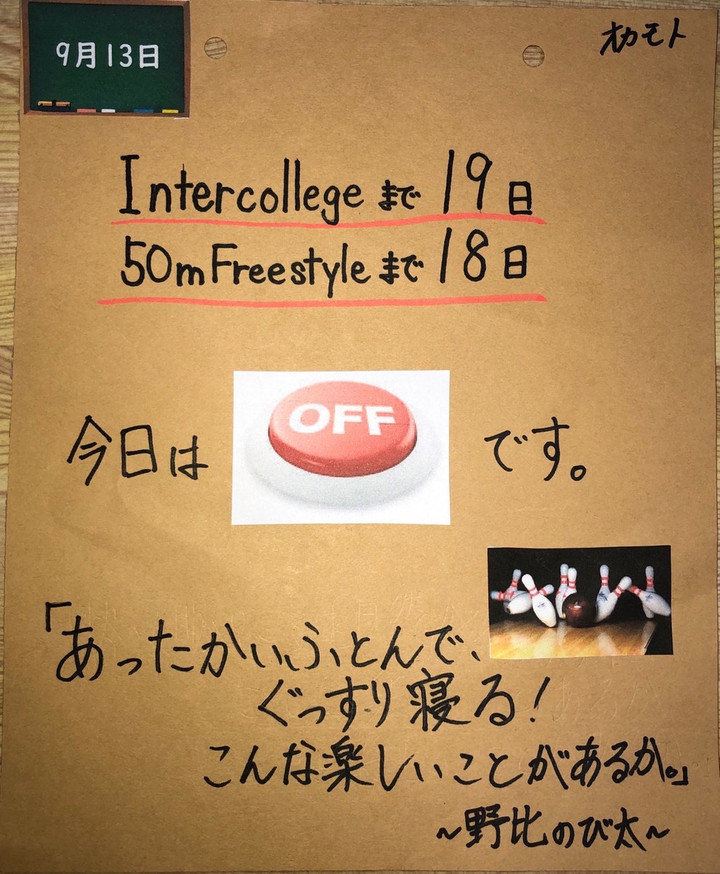 9月13日
オカモト
Intercollegeまで19日
50mFreestyleまで18日
今日は OFF です。
「あったかいふとんで、
ぐっすり寝る!
こんな楽しいことがあるか。」
~野比のび太~